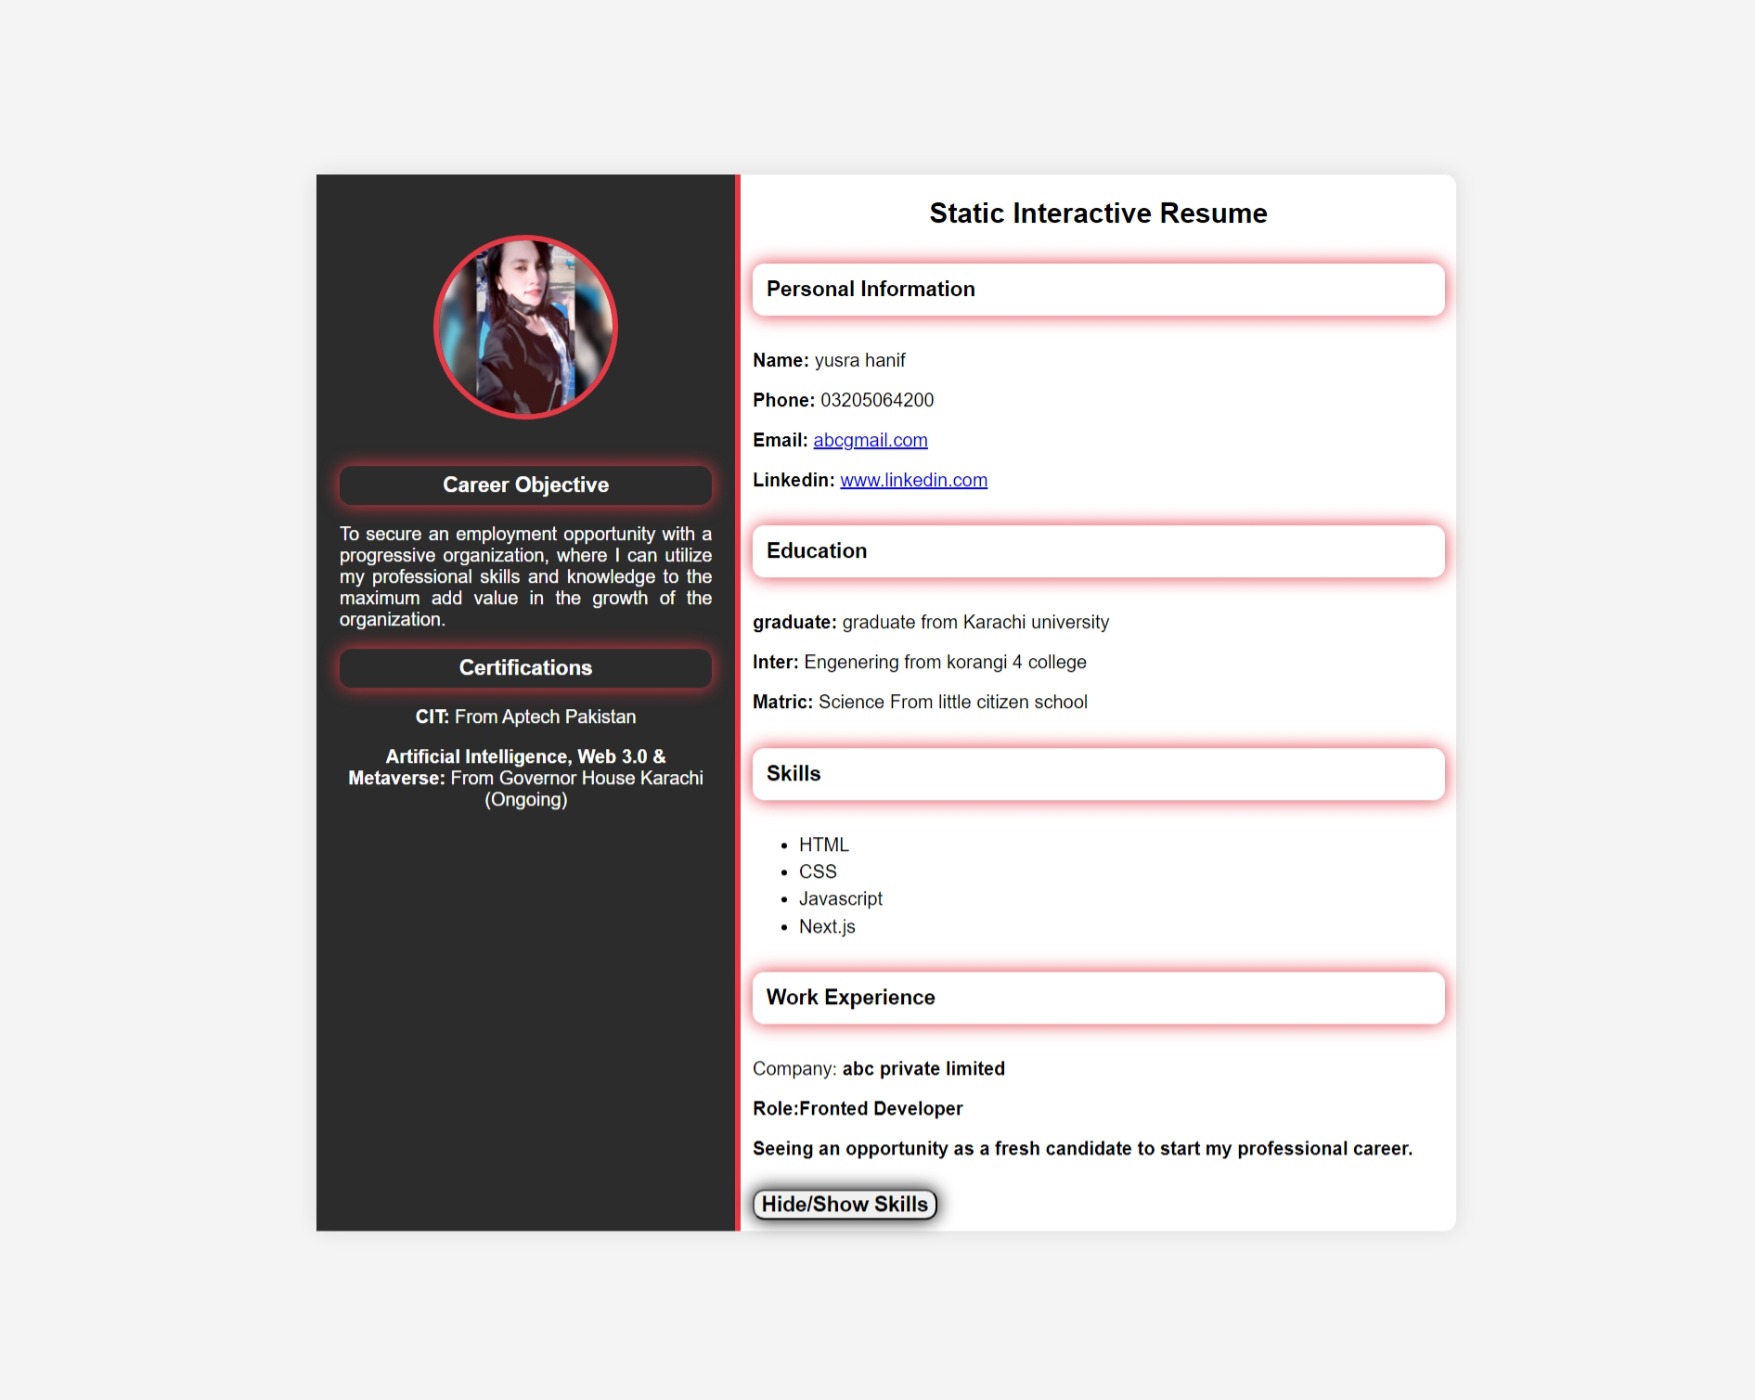 Career Objective
To secure an employment opportunity with a
progressive organization, where I can utilize
my professional skills and knowledge to the
maximum add value in the growth of the
organization.
Certifications
CIT: From Aptech Pakistan
Artificial Intelligence, Web 3.0 &
Metaverse: From Governor House Karachi
(Ongoing)
Static Interactive Resume
Personal Information
Name: yusra hanif
Phone: 03205064200
Email: abcgmail.com
Linkedin: www.linkedin.com
Education
graduate: graduate from Karachi university
Inter: Engenering from korangi 4 college
Matric: Science From little citizen school
Skills
• HTML
• CSS
• Javascript
• Next.js
Work Experience
Company: abc private limited
Role:Fronted Developer
Seeing an opportunity as a fresh candidate to start my professional career.
Hide/Show Skills